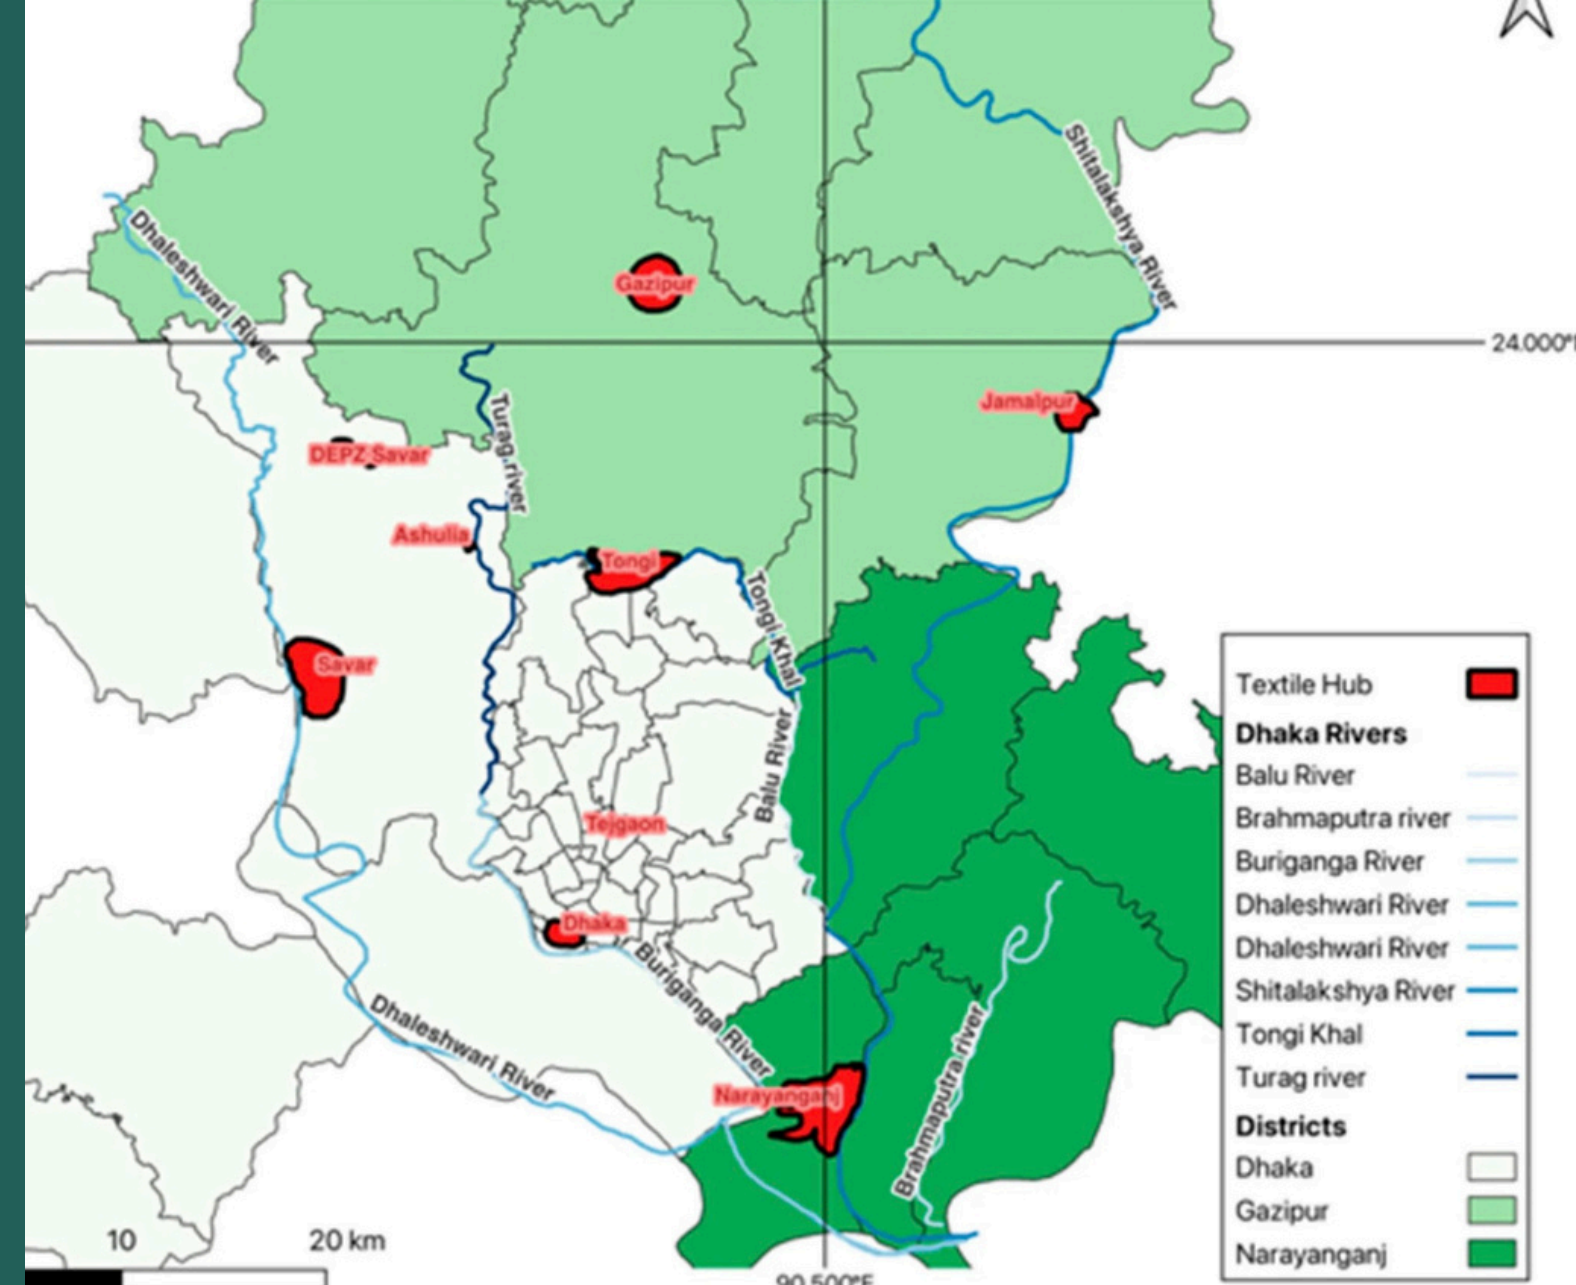 Shitalakshya River
Dhaleshwari River
Gazipur
24.000°
Turag river
Jamalpur
DEPZ Savar
Ashulia
Tongi
Tongi Khal
Savar
Balu River
Tejgaon
Dhaka
Buriganga River
Dhaleshwari River
Narayanganj
Brahmaputra river
10 20 km
90.500°E
Textile Hub
Dhaka Rivers
Balu River
Brahmaputra river
Buriganga River
Dhaleshwari River
Dhaleshwari River
Shitalakshya River
Tongi Khal
Turag river
Districts
Dhaka
Gazipur
Narayanganj